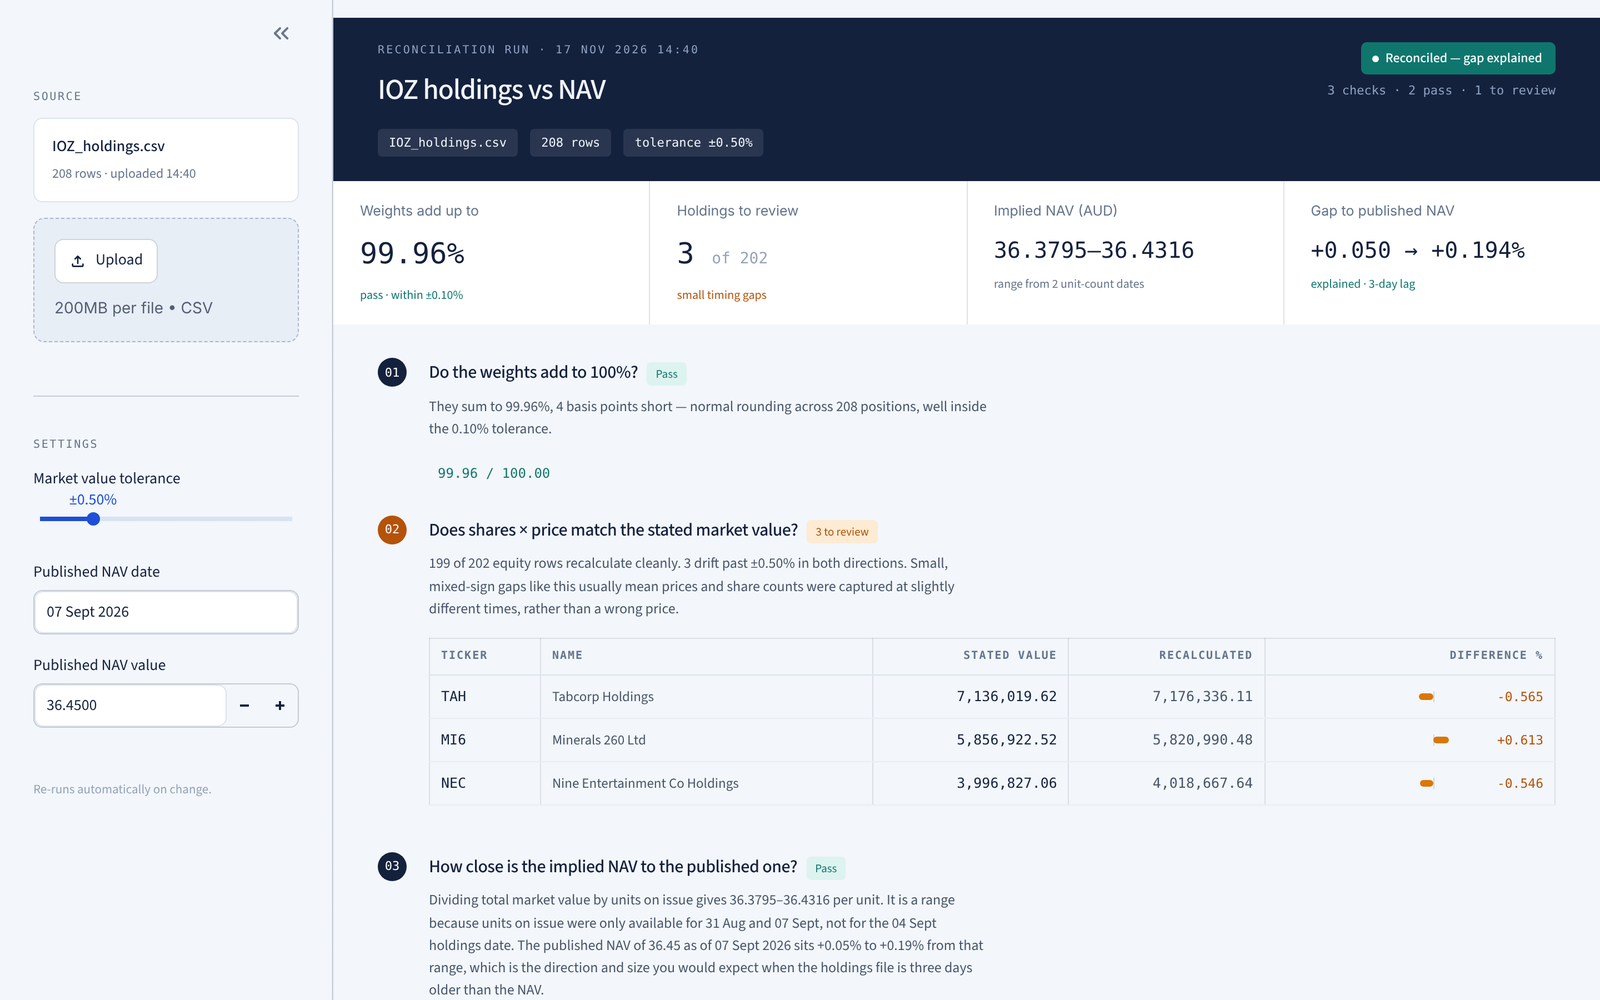 SOURCE
IOZ_holdings.csv
208 rows · uploaded 14:40
Upload
200MB per file • CSV
SETTINGS
Market value tolerance
±0.50%
Published NAV date
07 Sept 2026
Published NAV value
36.4500
Re-runs automatically on change.
RECONCILIATION RUN · 17 NOV 2026 14:40
IOZ holdings vs NAV
IOZ_holdings.csv 208 rows tolerance ±0.50%
Reconciled — gap explained
3 checks · 2 pass · 1 to review
Weights add up to
99.96%
pass · within ±0.10%
Holdings to review
3 of 202
small timing gaps
Implied NAV (AUD)
36.3795–36.4316
range from 2 unit-count dates
Gap to published NAV
+0.050 → +0.194%
explained · 3-day lag
01 Do the weights add to 100%? Pass
They sum to 99.96%, 4 basis points short — normal rounding across 208 positions, well inside
the 0.10% tolerance.
99.96 / 100.00
02 Does shares × price match the stated market value? 3 to review
199 of 202 equity rows recalculate cleanly. 3 drift past ±0.50% in both directions. Small,
mixed-sign gaps like this usually mean prices and share counts were captured at slightly
different times, rather than a wrong price.
TICKER NAME STATED VALUE RECALCULATED DIFFERENCE %
TAH Tabcorp Holdings 7,136,019.62 7,176,336.11 -0.565
MI6 Minerals 260 Ltd 5,856,922.52 5,820,990.48 +0.613
NEC Nine Entertainment Co Holdings 3,996,827.06 4,018,667.64 -0.546
03 How close is the implied NAV to the published one? Pass
Dividing total market value by units on issue gives 36.3795–36.4316 per unit. It is a range
because units on issue were only available for 31 Aug and 07 Sept, not for the 04 Sept
holdings date. The published NAV of 36.45 as of 07 Sept 2026 sits +0.05% to +0.19% from that
range, which is the direction and size you would expect when the holdings file is three days
older than the NAV.